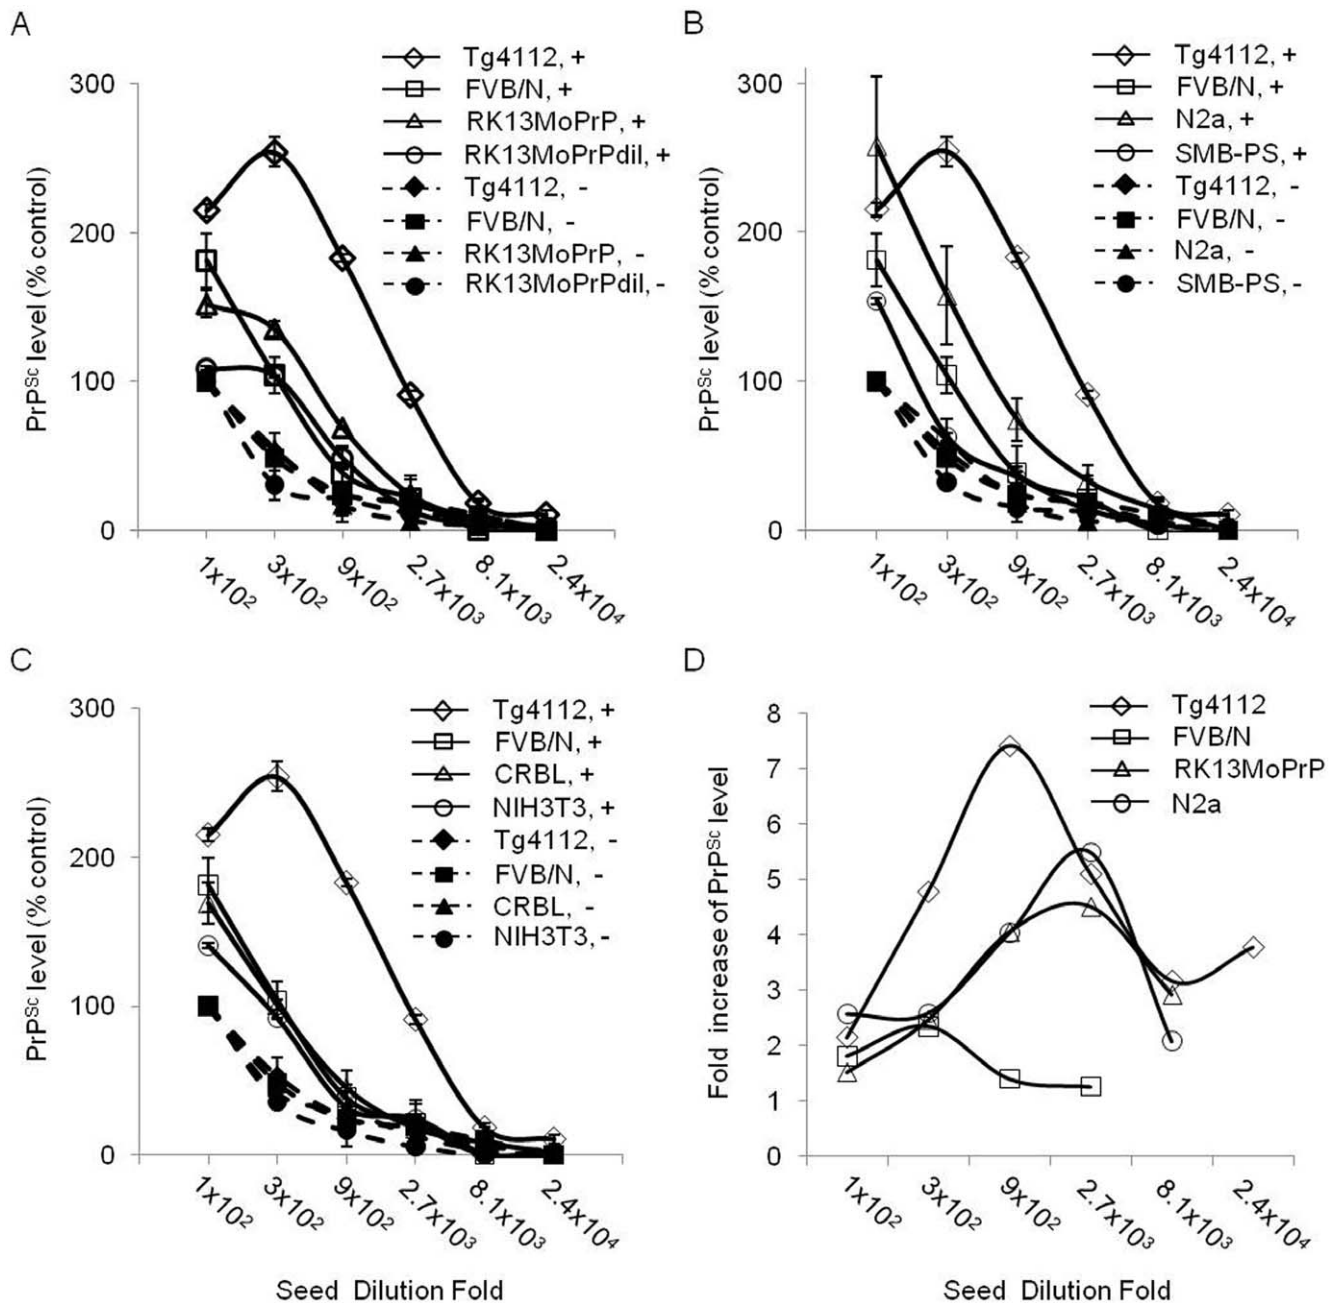 A
Tg4112, +
FVB/N, +
RK13MoPrP, +
RK13MoPrPdil, +
Tg4112, -
FVB/N, -
RK13MoPrP, -
RK13MoPrPdil, -
300
200
100
0
PrPSc level (% control)
1x10²
3x10²
9x10²
2.7x10³
8.1x10³
2.4x10⁴
B
Tg4112, +
FVB/N, +
N2a, +
SMB-PS, +
Tg4112, -
FVB/N, -
N2a, -
SMB-PS, -
300
200
100
0
PrPSc level (% control)
1x10²
3x10²
9x10²
2.7x10³
8.1x10³
2.4x10⁴
C
Tg4112, +
FVB/N, +
CRBL, +
NIH3T3, +
Tg4112, -
FVB/N, -
CRBL, -
NIH3T3, -
300
200
100
0
PrPSc level (% control)
1x10²
3x10²
9x10²
2.7x10³
8.1x10³
2.4x10⁴
Seed Dilution Fold
D
Tg4112
FVB/N
RK13MoPrP
N2a
8
7
6
5
4
3
2
1
0
Fold increase of PrPSc level
1x10²
3x10²
9x10²
2.7x10³
8.1x10³
2.4x10⁴
Seed Dilution Fold